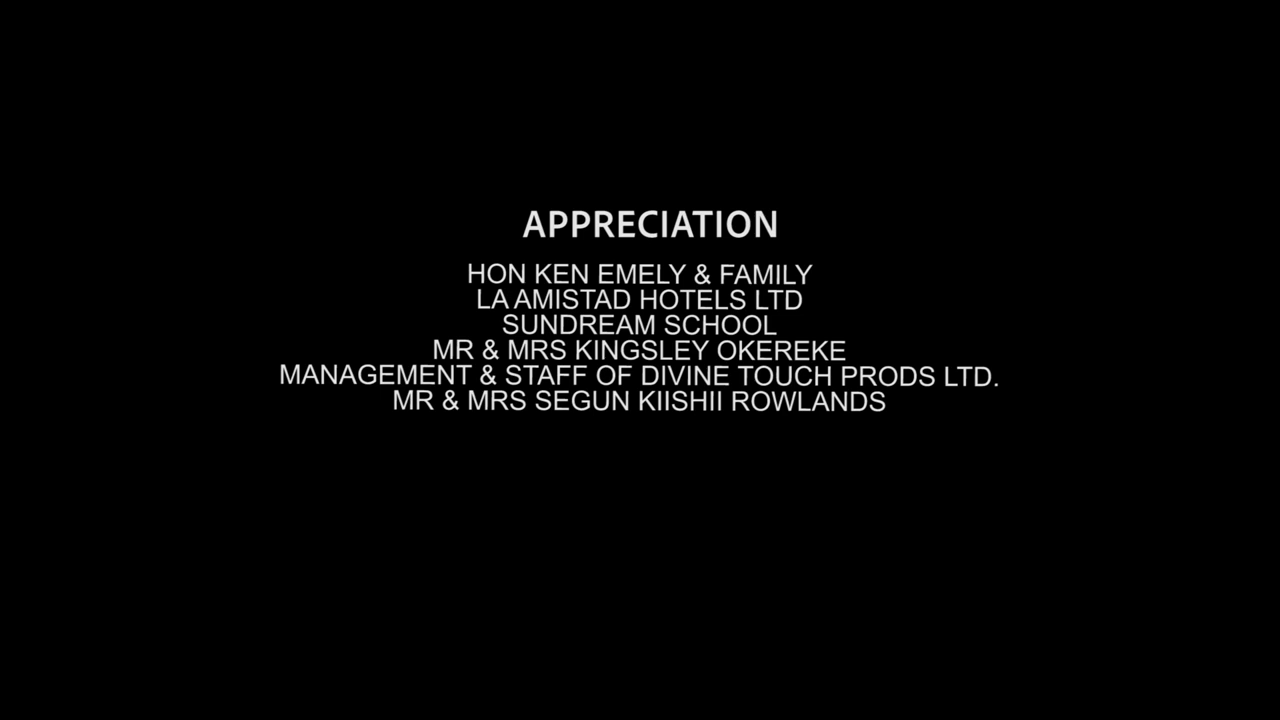 APPRECIATION
HON KEN EMELY & FAMILY
LA AMISTAD HOTELS LTD
SUNDREAM SCHOOL
MR & MRS KINGSLEY OKEREKE
MANAGEMENT & STAFF OF DIVINE TOUCH PRODS LTD.
MR & MRS SEGUN KIISHII ROWLANDS